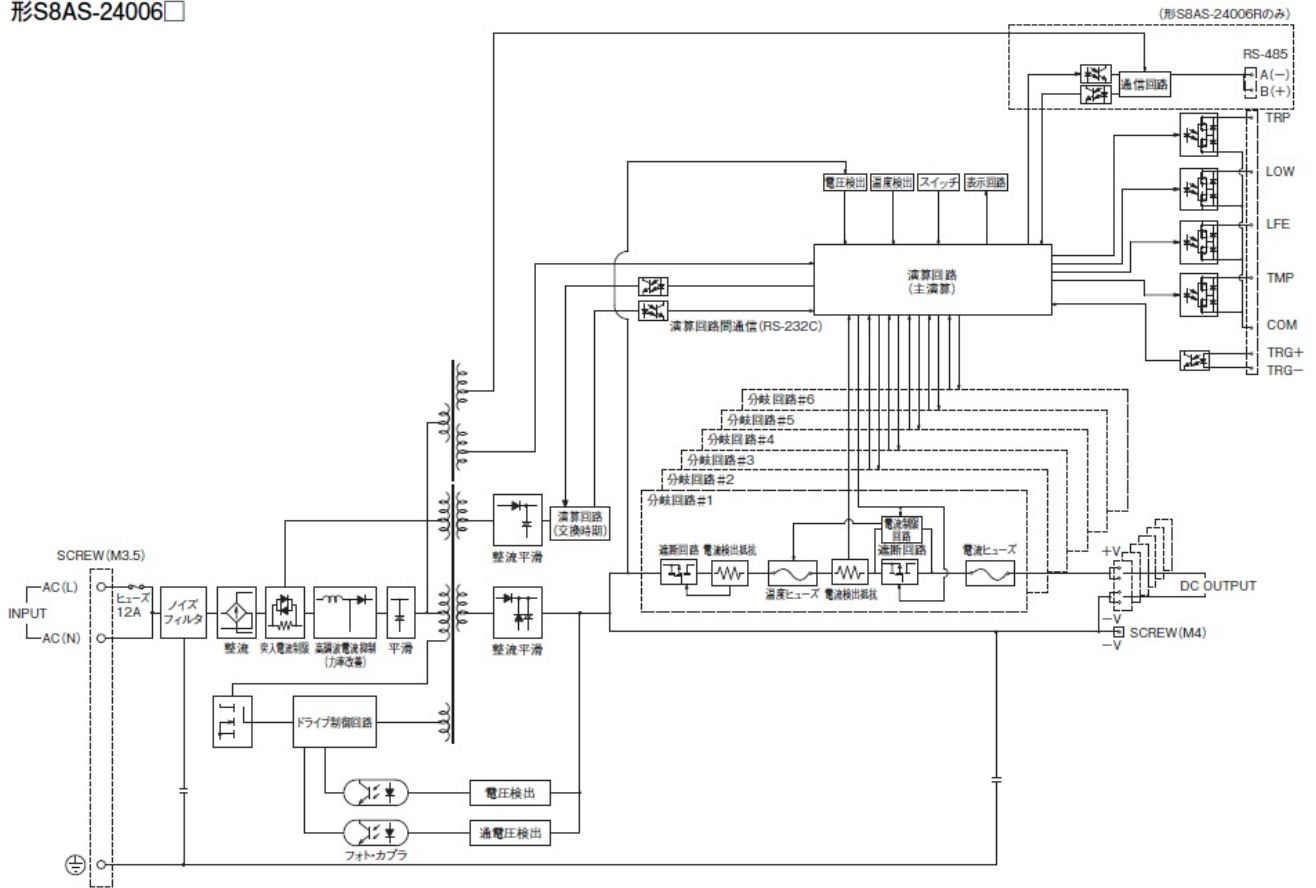 形S8AS-24006□
(形S8AS-24006Rのみ)
RS-485
A(−)
B(+)
通信回路
TRP
LOW
LFE
TMP
COM
TRG+
TRG−
電圧検出
温度検出
スイッチ
表示回路
演算回路
(主演算)
演算回路間通信(RS-232C)
分岐回路#6
分岐回路#5
分岐回路#4
分岐回路#3
分岐回路#2
分岐回路#1
演算回路
(交換時期)
整流平滑
電流制限
回路
遮断回路
電流検出抵抗
遮断回路
電流ヒューズ
温度ヒューズ
電流検出抵抗
+V
DC OUTPUT
−V
SCREW(M4)
−V
SCREW(M3.5)
INPUT
AC(L)
AC(N)
ヒューズ
12A
ノイズ
フィルタ
整流
突入電流制限
高調波電流抑制
(力率改善)
平滑
整流平滑
ドライブ制御回路
電圧検出
過電圧検出
フォト・カプラ